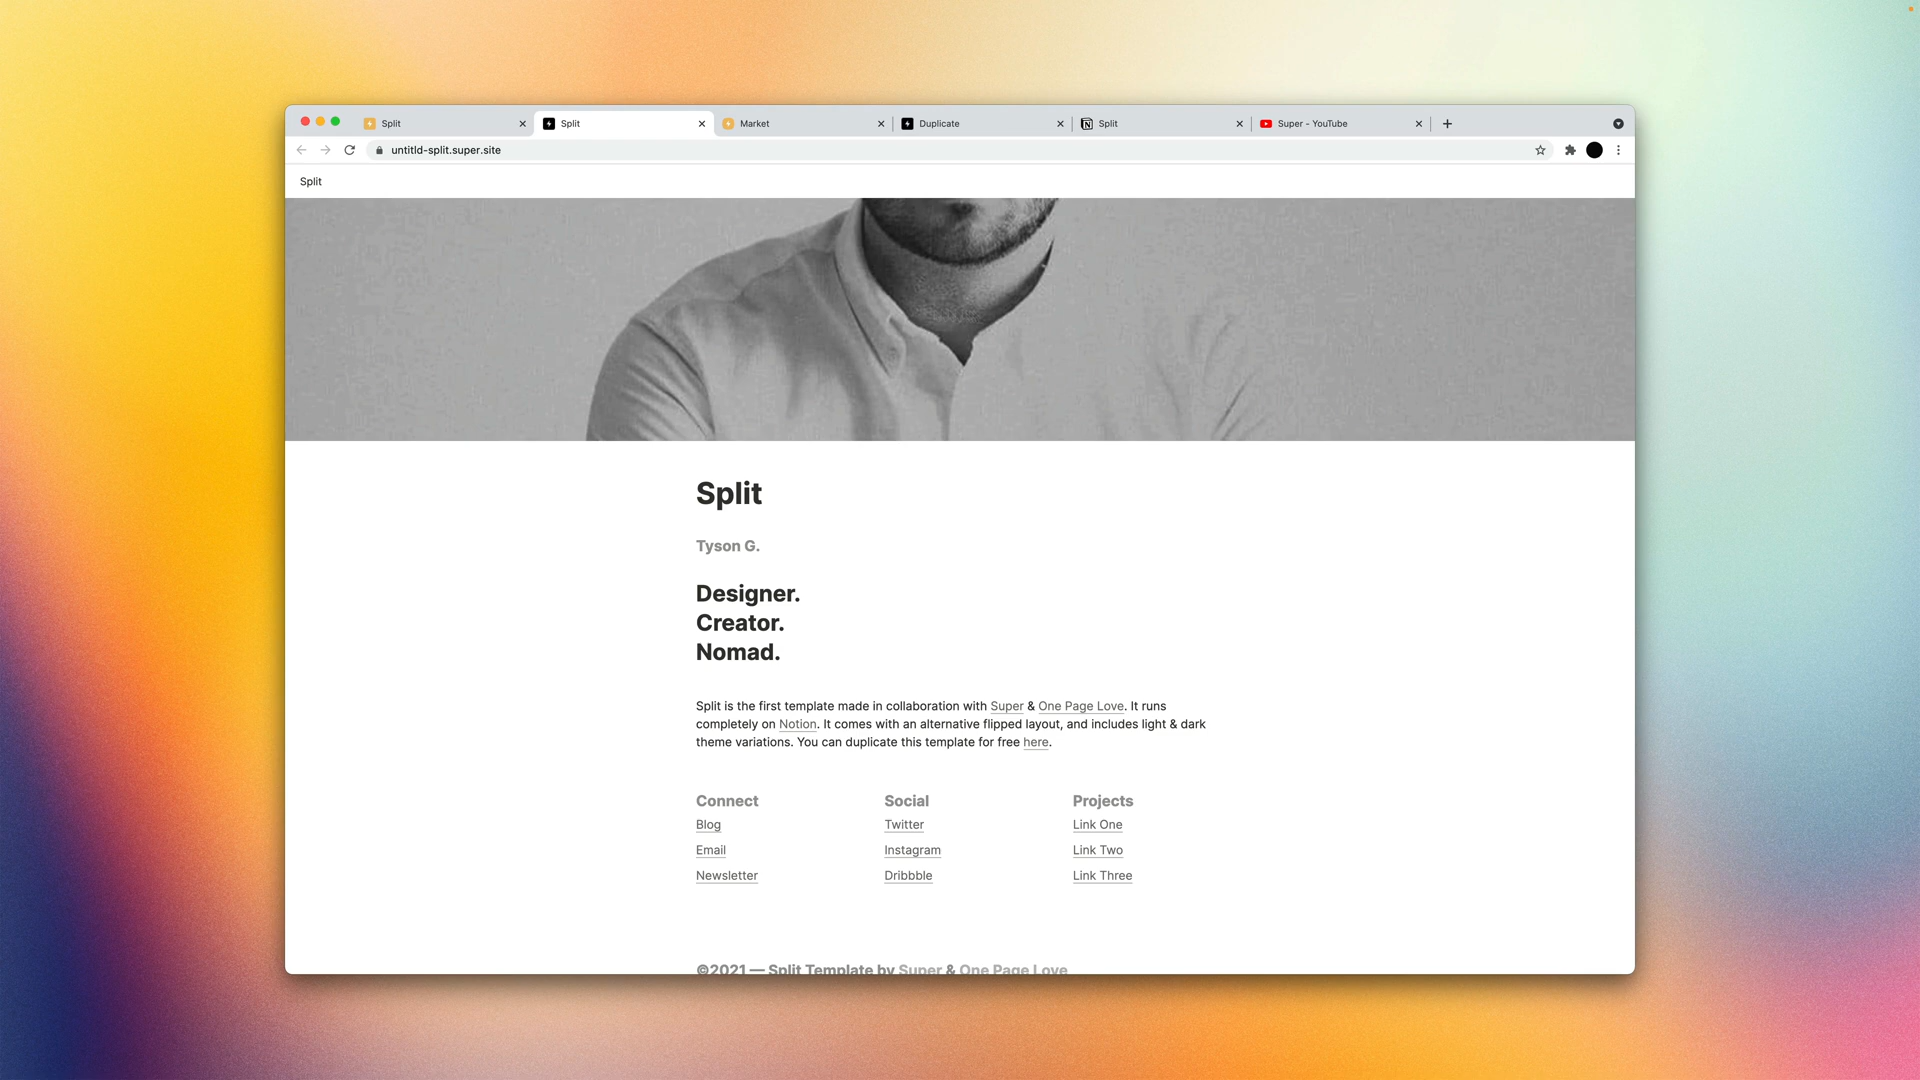 Split
Split
Market
Duplicate
Split
Super - YouTube
untitld-split.super.site
Split
Split
Tyson G.
Designer.
Creator.
Nomad.
Split is the first template made in collaboration with Super & One Page Love. It runs
completely on Notion. It comes with an alternative flipped layout, and includes light & dark
theme variations. You can duplicate this template for free here.
Connect
Blog
Email
Newsletter
Social
Twitter
Instagram
Dribbble
Projects
Link One
Link Two
Link Three
©2021 — Split Template by Super & One Page Love